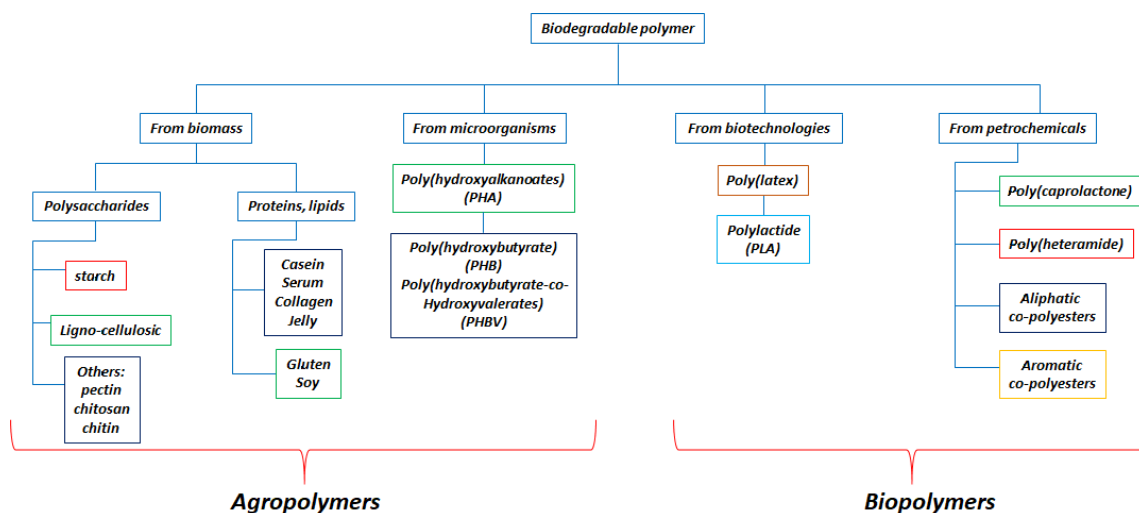 Biodegradable polymer
From biomass
From microorganisms
From biotechnologies
From petrochemicals
Polysaccharides
Proteins, lipids
Poly(hydroxyalkanoates)
(PHA)
Poly(latex)
Poly(caprolactone)
starch
Casein
Serum
Collagen
Jelly
Poly(hydroxybutyrate)
(PHB)
Poly(hydroxybutyrate-co-
Hydroxyvalerates)
(PHBV)
Polylactide
(PLA)
Poly(heteramide)
Ligno-cellulosic
Aliphatic
co-polyesters
Others:
pectin
chitosan
chitin
Gluten
Soy
Aromatic
co-polyesters
Agropolymers
Biopolymers